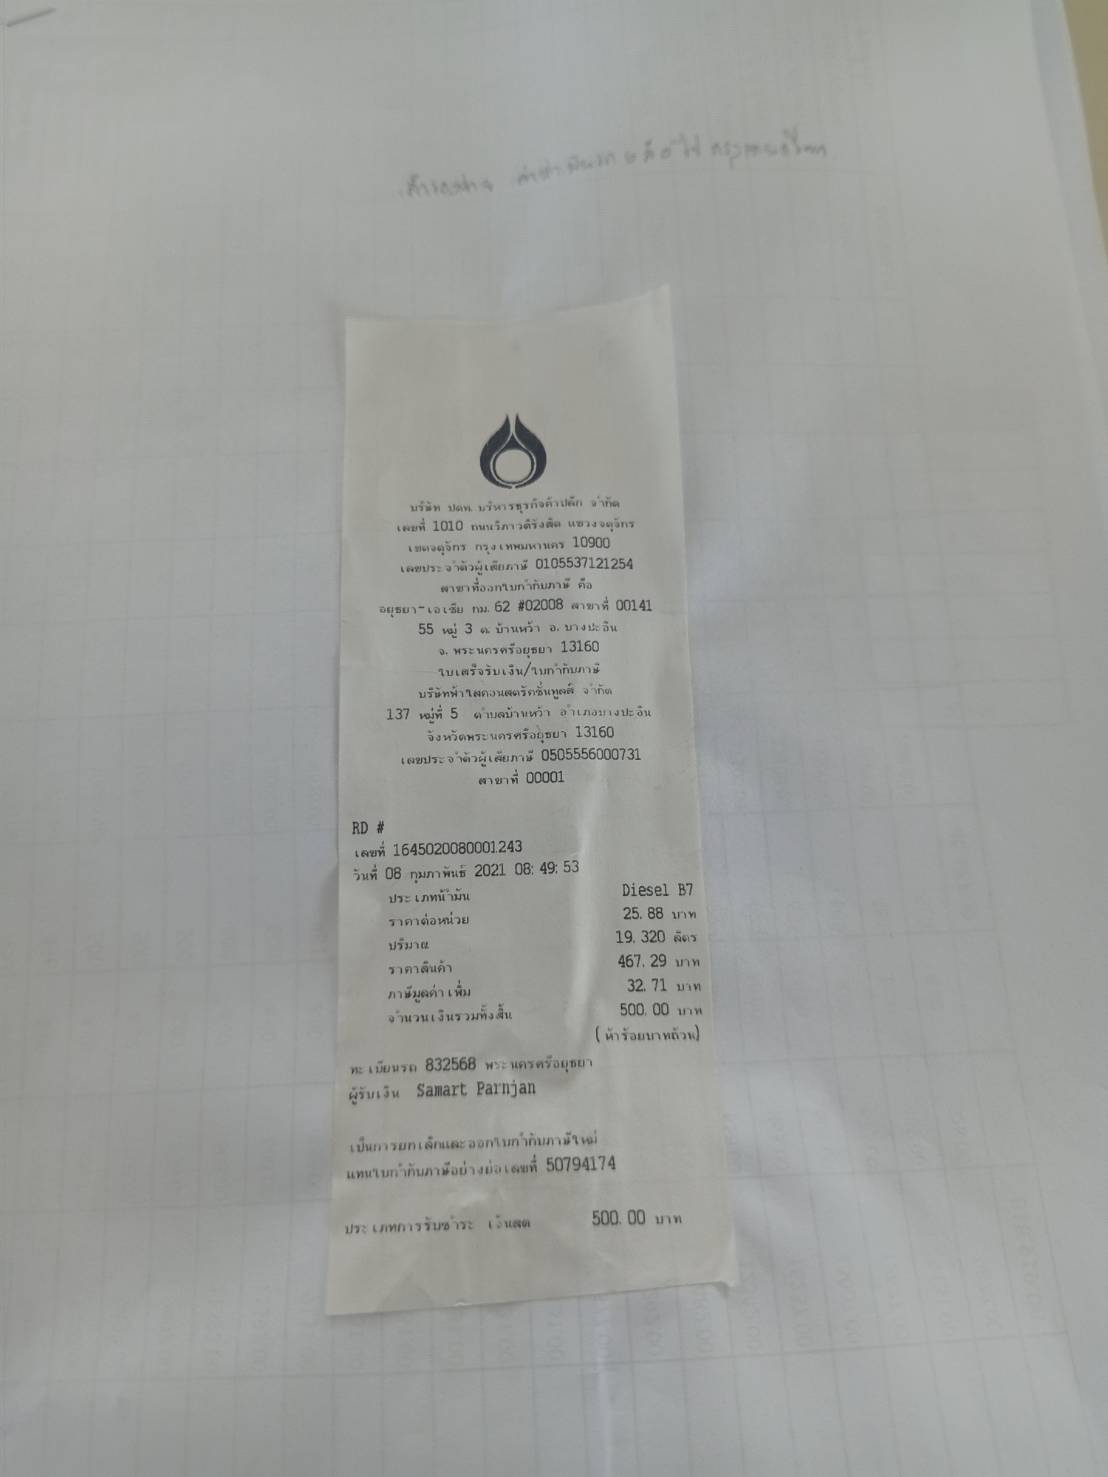 บริษัท ปตท. บริหารธุรกิจค้าปลีก จำกัด
เลขที่ 1010 ถนนวิภาวดีรังสิต แขวงจตุจักร
เขตจตุจักร กรุงเทพมหานคร 10900
เลขประจำตัวผู้เสียภาษี 0105537121254
สาขาที่ออกใบกำกับภาษี คือ
อยุธยา-เอเซีย กม. 62 #02008 สาขาที่ 00141
55 หมู่ 3 ต. บ้านหว้า อ. บางปะอิน
จ. พระนครศรีอยุธยา 13160
ใบเสร็จรับเงิน/ใบกำกับภาษี
บริษัทฟ้าใสคอนสตรัคชั่นทูลส์ จำกัด
137 หมู่ที่ 5 ตำบลบ้านหว้า อำเภอบางปะอิน
จังหวัดพระนครศรีอยุธยา 13160
เลขประจำตัวผู้เสียภาษี 0505556000731
สาขาที่ 00001
RD #
เลขที่ 1645020080001243
วันที่ 08 กุมภาพันธ์ 2021 08:49:53
ประเภทน้ำมัน Diesel B7
ราคาต่อหน่วย 25.88 บาท
ปริมาณ 19.320 ลิตร
ราคาสินค้า 467.29 บาท
ภาษีมูลค่าเพิ่ม 32.71 บาท
จำนวนเงินรวมทั้งสิ้น 500.00 บาท
(ห้าร้อยบาทถ้วน)
ทะเบียนรถ 832568 พระนครศรีอยุธยา
ผู้รับเงิน Samart Parnjan
เป็นการยกเลิกและออกใบกำกับภาษีใหม่
แทนใบกำกับภาษีอย่างย่อเลขที่ 50794174
ประเภทการรับชำระ เงินสด 500.00 บาท